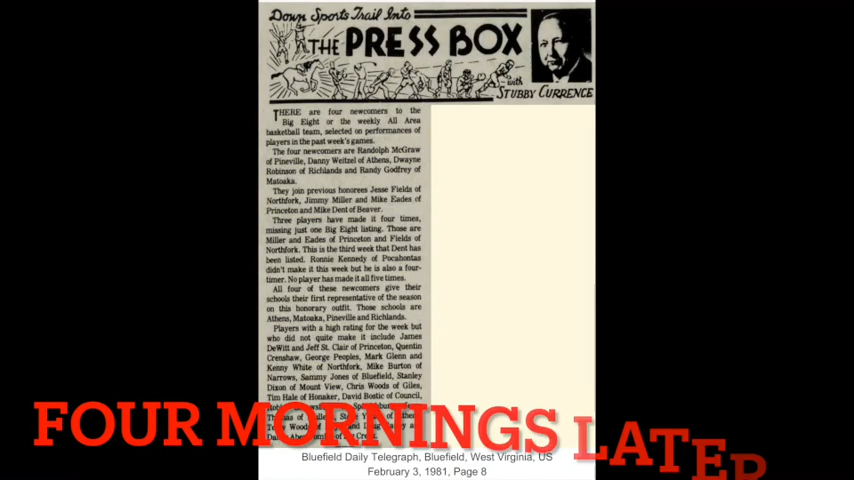 Down Sports Trail Into
THE PRESS BOX
with
STUBBY CURRENCE
THERE are four newcomers to the
Big Eight or the weekly All Area
basketball team, selected on performances of
players in the past week's games.
The four newcomers are Randolph McGraw
of Pineville, Danny Weitzel of Athens, Dwayne
Robinson of Richlands and Randy Godfrey of
Matoaka.
They join previous honorees Jesse Fields of
Northfork, Jimmy Miller and Mike Eades of
Princeton and Mike Dent of Beaver.
Three players have made it four times,
missing just one Big Eight listing. Those are
Miller and Eades of Princeton and Fields of
Northfork. This is the third week that Dent has
been listed. Ronnie Kennedy of Pocahontas
didn't make it this week but he is also a four-
timer. No player has made it all five times.
All four of these newcomers give their
schools their first representative of the season
on this honorary outfit. Those schools are
Athens, Matoaka, Pineville and Richlands.
Players with a high rating for the week but
who did not quite make it include James
DeWitt and Jeff St. Clair of Princeton, Quentin
Crenshaw, George Peoples, Mark Glenn and
Kenny White of Northfork, Mike Burton of
Narrows, Sammy Jones of Bluefield, Stanley
Dixon of Mount View, Chris Woods of Giles,
Tim Hale of Honaker, David Bostic of Council,
of
of and
FOUR MORNINGS LATER
Bluefield Daily Telegraph, Bluefield, West Virginia, US
February 3, 1981, Page 8